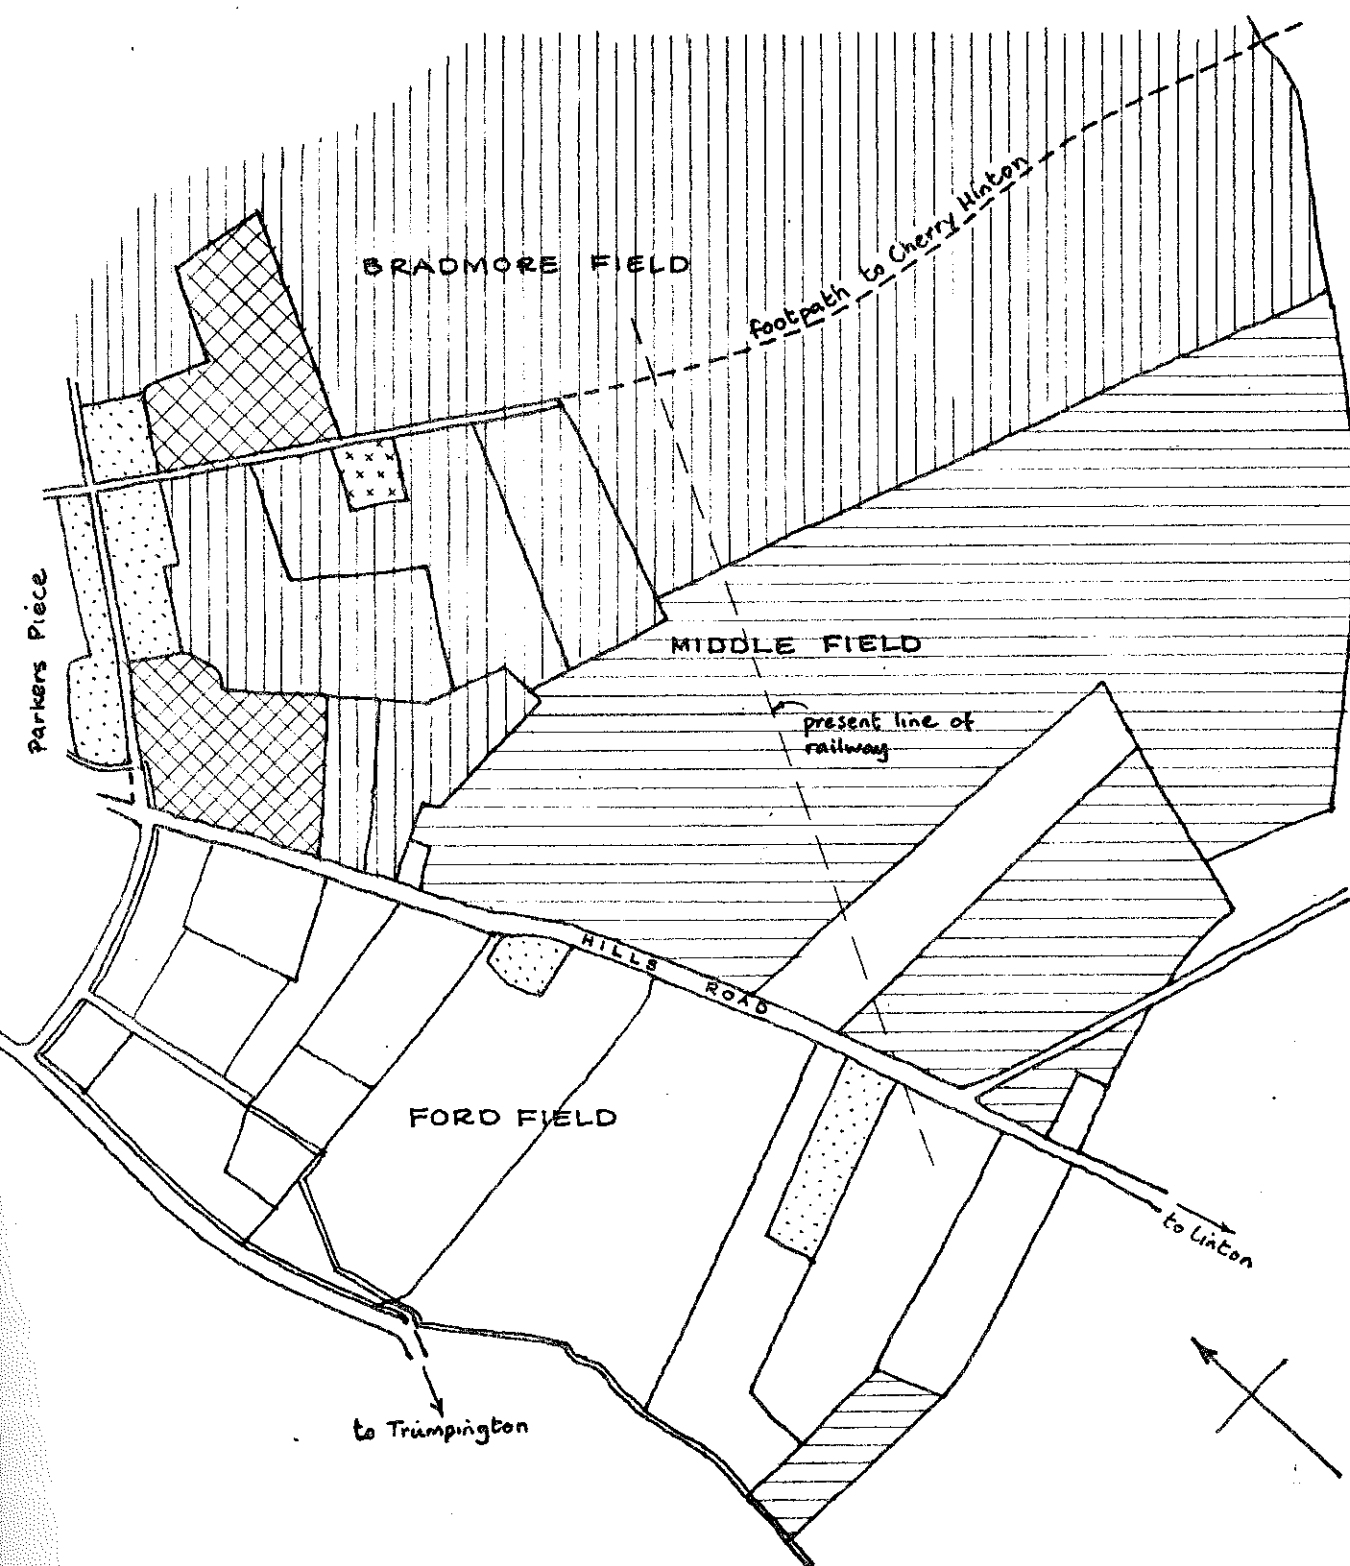 BRADMORE FIELD
footpath to Cherry Hinton
Parkers Piece
MIDDLE FIELD
present line of
railway
HILLS ROAD
FORD FIELD
to Linton
to Trumpington